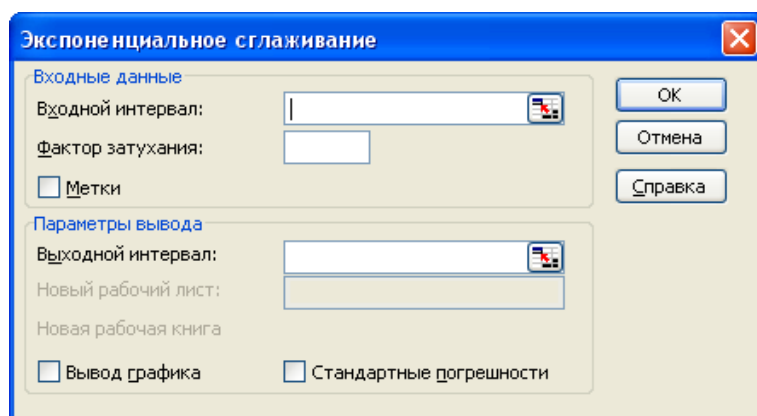 Экспоненциальное сглаживание
Входные данные
Входной интервал:
Фактор затухания:
Метки
Параметры вывода
Выходной интервал:
Новый рабочий лист:
Новая рабочая книга
Вывод графика
Стандартные погрешности
ОК
Отмена
Справка